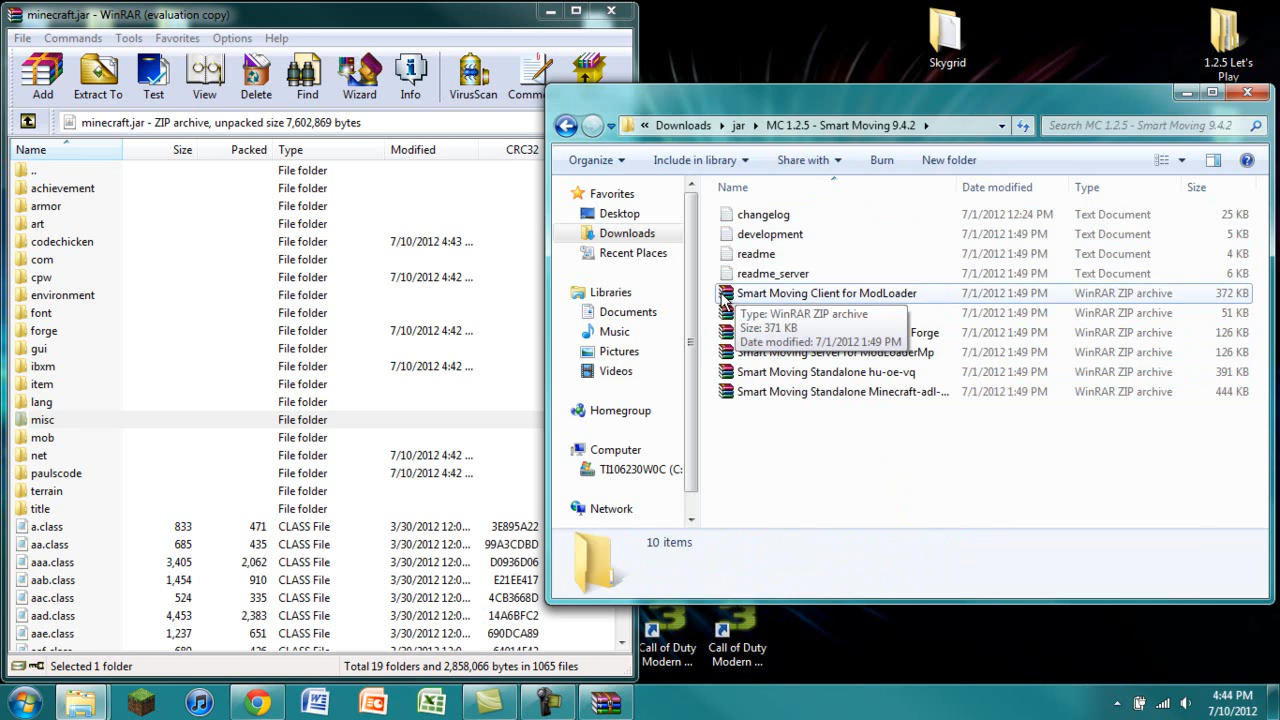 minecraft.jar - WinRAR (evaluation copy)
File Commands Tools Favorites Options Help
Add Extract To Test View Delete Find Wizard Info VirusScan Comm
minecraft.jar - ZIP archive, unpacked size 7,602,869 bytes
Name Size Packed Type Modified CRC32
.. File folder
achievement File folder
armor File folder
art File folder
codechicken File folder 7/10/2012 4:43 ...
com File folder
cpw File folder 7/10/2012 4:42 ...
environment File folder
font File folder
forge File folder 7/10/2012 4:42 ...
gui File folder
ibxm File folder 7/10/2012 4:42 ...
item File folder
lang File folder
misc File folder
mob File folder
net File folder 7/10/2012 4:42 ...
paulscode File folder 7/10/2012 4:42 ...
terrain File folder
title File folder
a.class 833 471 CLASS File 3/30/2012 12:0... 3E895A22
aa.class 685 435 CLASS File 3/30/2012 12:0... 99A3CDBD
aaa.class 3,405 2,062 CLASS File 3/30/2012 12:0... D0936D06
aab.class 1,454 910 CLASS File 3/30/2012 12:0... E21EE417
aac.class 524 335 CLASS File 3/30/2012 12:0... 4CB3668D
aad.class 4,453 2,383 CLASS File 3/30/2012 12:0... 14A6BFC2
aae.class 1,237 651 CLASS File 3/30/2012 12:0... 690DCA89
Selected 1 folder Total 19 folders and 2,858,066 bytes in 1065 files
Skygrid
1.2.5 Let's
Play
« Downloads jar MC 1.2.5 - Smart Moving 9.4.2 Search MC 1.2.5 - Smart Moving 9.4.2
Organize Include in library Share with Burn New folder
Favorites
Desktop
Downloads
Recent Places
Libraries
Documents
Music
Pictures
Videos
Homegroup
Computer
TI106230W0C (C:
Network
Name Date modified Type Size
changelog 7/1/2012 12:24 PM Text Document 25 KB
development 7/1/2012 1:49 PM Text Document 5 KB
readme 7/1/2012 1:49 PM Text Document 4 KB
readme_server 7/1/2012 1:49 PM Text Document 6 KB
Smart Moving Client for ModLoader 7/1/2012 1:49 PM WinRAR ZIP archive 372 KB
7/1/2012 1:49 PM WinRAR ZIP archive 51 KB
Forge 7/1/2012 1:49 PM WinRAR ZIP archive 126 KB
Smart Moving Server for ModLoaderMp 7/1/2012 1:49 PM WinRAR ZIP archive 126 KB
Smart Moving Standalone hu-oe-vq 7/1/2012 1:49 PM WinRAR ZIP archive 391 KB
Smart Moving Standalone Minecraft-adl-... 7/1/2012 1:49 PM WinRAR ZIP archive 444 KB
Type: WinRAR ZIP archive
Size: 371 KB
Date modified: 7/1/2012 1:49 PM
10 items
Call of Duty
Modern ...
Call of Duty
Modern ...
4:44 PM
7/10/2012